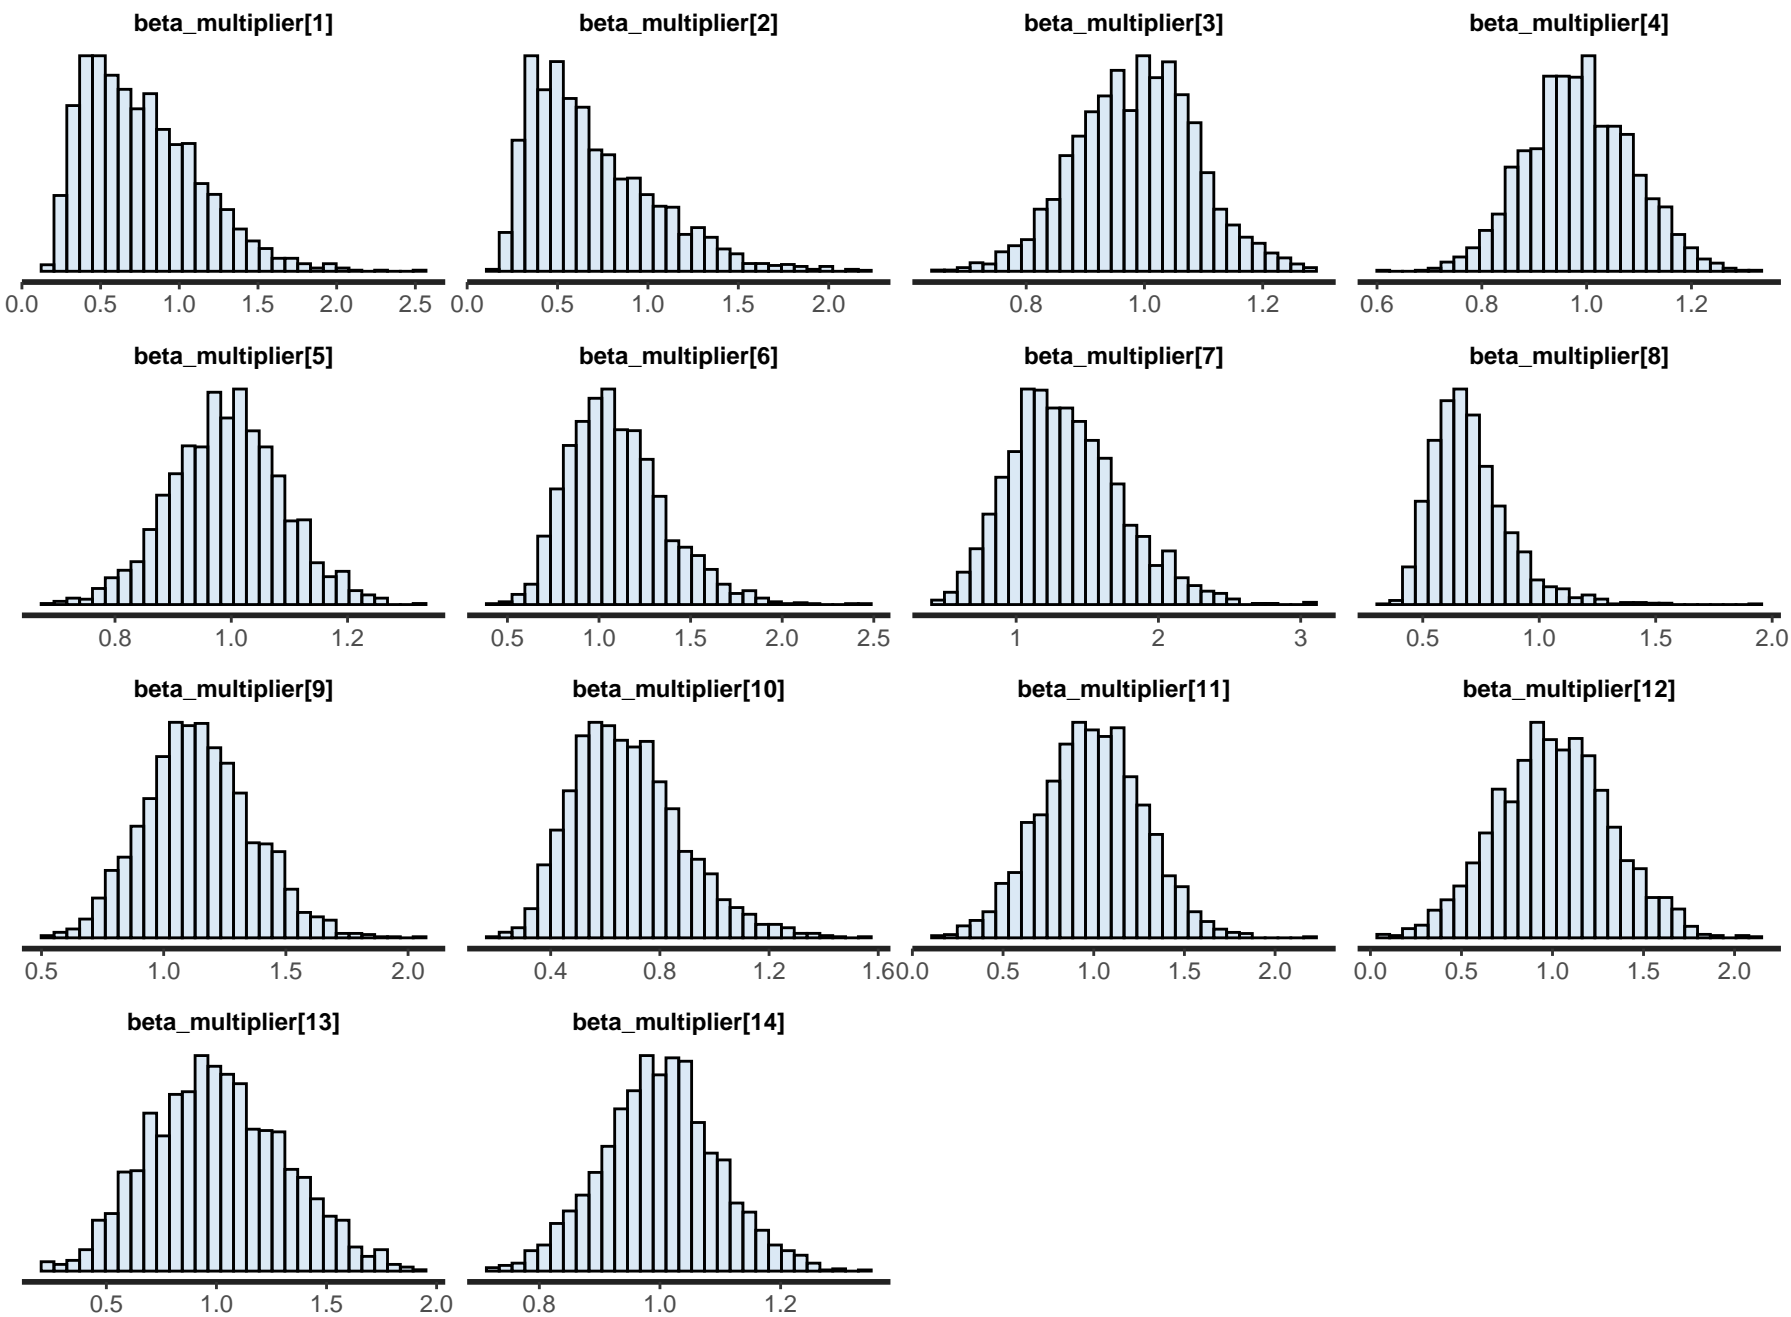 beta_multiplier[1] beta_multiplier[2] beta_multiplier[3] beta_multiplier[4]
0.0 0.5 1.0 1.5 2.0 2.5 0.0 0.5 1.0 1.5 2.0 0.8 1.0 1.2 0.6 0.8 1.0 1.2
beta_multiplier[5] beta_multiplier[6] beta_multiplier[7] beta_multiplier[8]
0.8 1.0 1.2 0.5 1.0 1.5 2.0 2.5 1 2 3 0.5 1.0 1.5 2.0
beta_multiplier[9] beta_multiplier[10] beta_multiplier[11] beta_multiplier[12]
0.5 1.0 1.5 2.0 0.4 0.8 1.2 1.6 0.0 0.5 1.0 1.5 2.0 0.0 0.5 1.0 1.5 2.0
beta_multiplier[13] beta_multiplier[14]
0.5 1.0 1.5 2.0 0.8 1.0 1.2